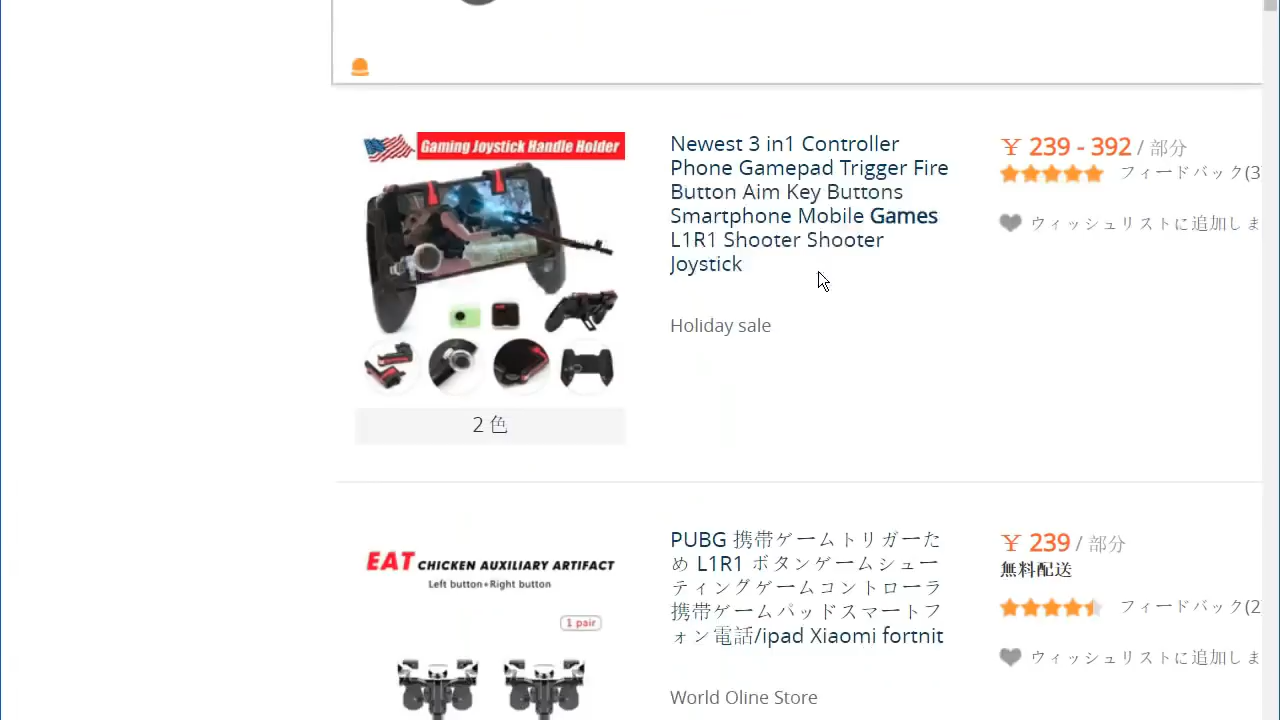 Gaming Joystick Handle Holder
2 色
Newest 3 in1 Controller
Phone Gamepad Trigger Fire
Button Aim Key Buttons
Smartphone Mobile Games
L1R1 Shooter Shooter
Joystick
Holiday sale
￥ 239 - 392 / 部分
フィードバック(3
ウィッシュリストに追加しま
EAT CHICKEN AUXILIARY ARTIFACT
Left button+Right button
1 pair
PUBG 携帯ゲームトリガーた
め L1R1 ボタンゲームシュー
ティングゲームコントローラ
携帯ゲームパッドスマートフ
ォン電話/ipad Xiaomi fortnit
World Oline Store
￥ 239 / 部分
無料配送
フィードバック(2
ウィッシュリストに追加しま